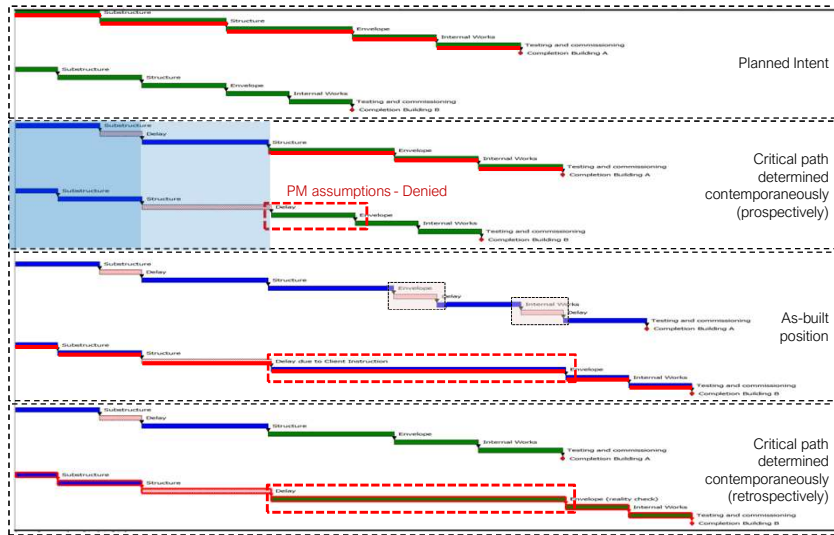 Substructure
Structure
Envelope
Internal Works
Testing and commissioning
Completion Building A
Planned Intent
Substructure
Structure
Envelope
Internal Works
Testing and commissioning
Completion Building B
Substructure
Delay
Structure
Envelope
Internal Works
Testing and commissioning
Completion Building A
Critical path
determined
contemporaneously
(prospectively)
Substructure
PM assumptions - Denied
Structure
Delay
Envelope
Internal Works
Testing and commissioning
Completion Building B
Substructure
Delay
Structure
Envelope
Delay
Internal Works
Delay
Testing and commissioning
Completion Building A
As-built
position
Substructure
Structure
Delay due to Client Instruction
Envelope
Internal Works
Testing and commissioning
Completion Building B
Substructure
Delay
Structure
Envelope
Internal Works
Testing and commissioning
Completion Building A
Critical path
determined
contemporaneously
(retrospectively)
Substructure
Structure
Delay
Envelope (reality check)
Internal Works
Testing and commissioning
Completion Building B